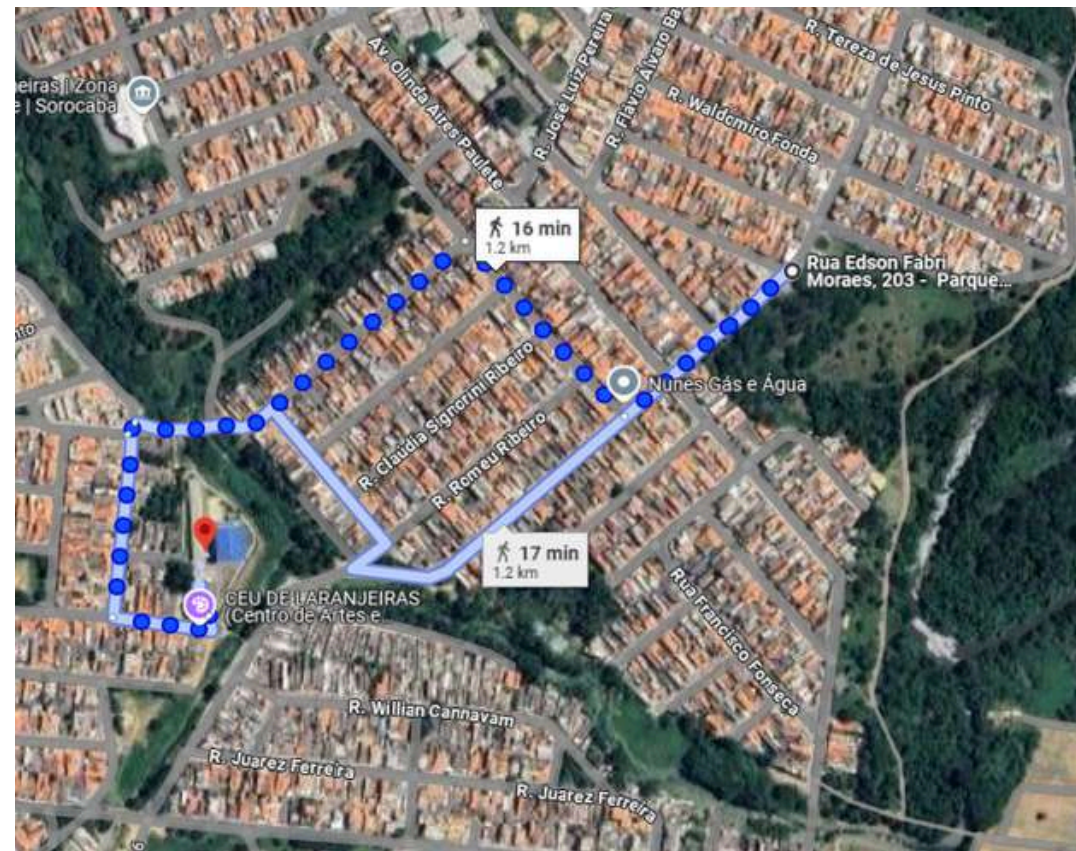 Av. Olinda Aires Paulete
R. José Luiz Pereira
R. Flávio Álvaro Ba
R. Tereza de Jesus Pinto
R. Waldomiro Fonda
eiras | Zona
e | Sorocaba
16 min
1.2 km
Rua Edson Fabri
Moraes, 203 - Parque...
nto
Nunes Gás e Água
R. Claudia Signorini Ribeiro
R. Romeu Ribeiro
17 min
1.2 km
CEU DE LARANJEIRAS
(Centro de Artes e...
Rua Francisco Fonseca
R. Willian Cannavam
R. Juarez Ferreira
R. Juarez Ferreira